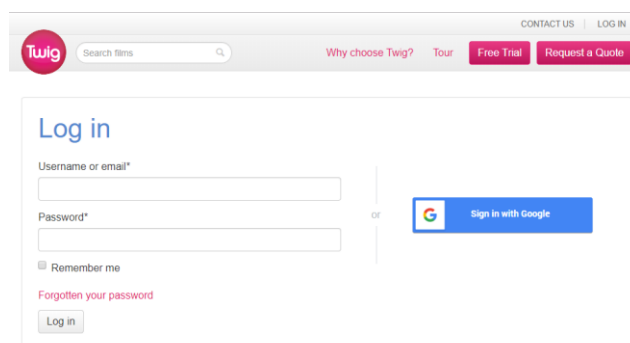 CONTACT US LOG IN
Twig Search films Why choose Twig? Tour Free Trial Request a Quote
Log in
Username or email*
Password*
or
Sign in with Google
Remember me
Forgotten your password
Log in